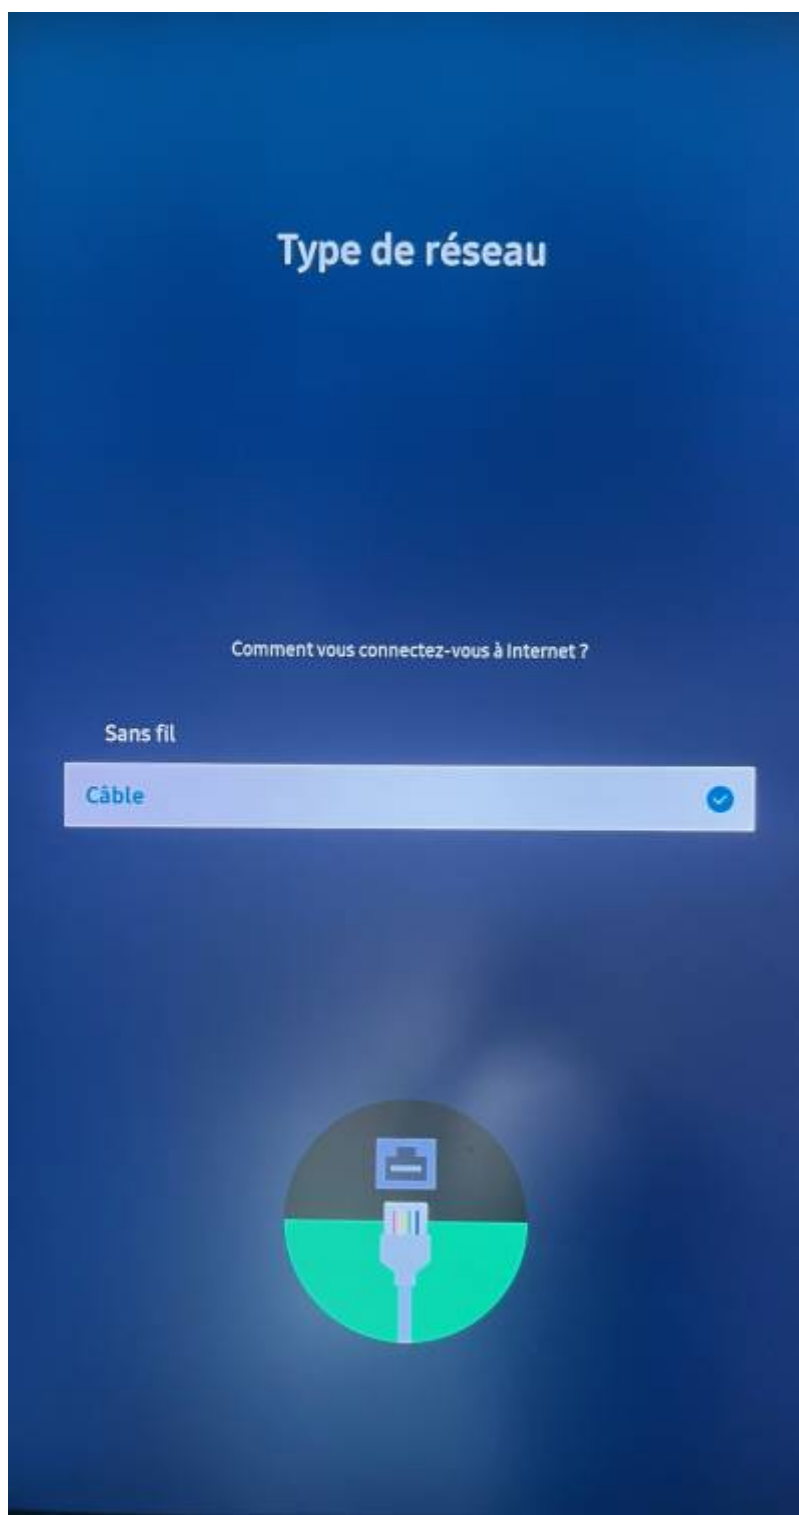 Type de réseau
Comment vous connectez-vous à Internet ?
Sans fil
Câble